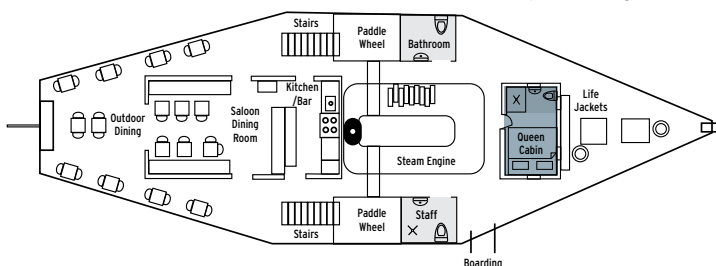 Stairs
Paddle
Wheel
Bathroom
Kitchen
/Bar
Outdoor
Dining
Saloon
Dining
Room
Steam Engine
Queen
Cabin
Life
Jackets
Stairs
Paddle
Wheel
Staff
Boarding